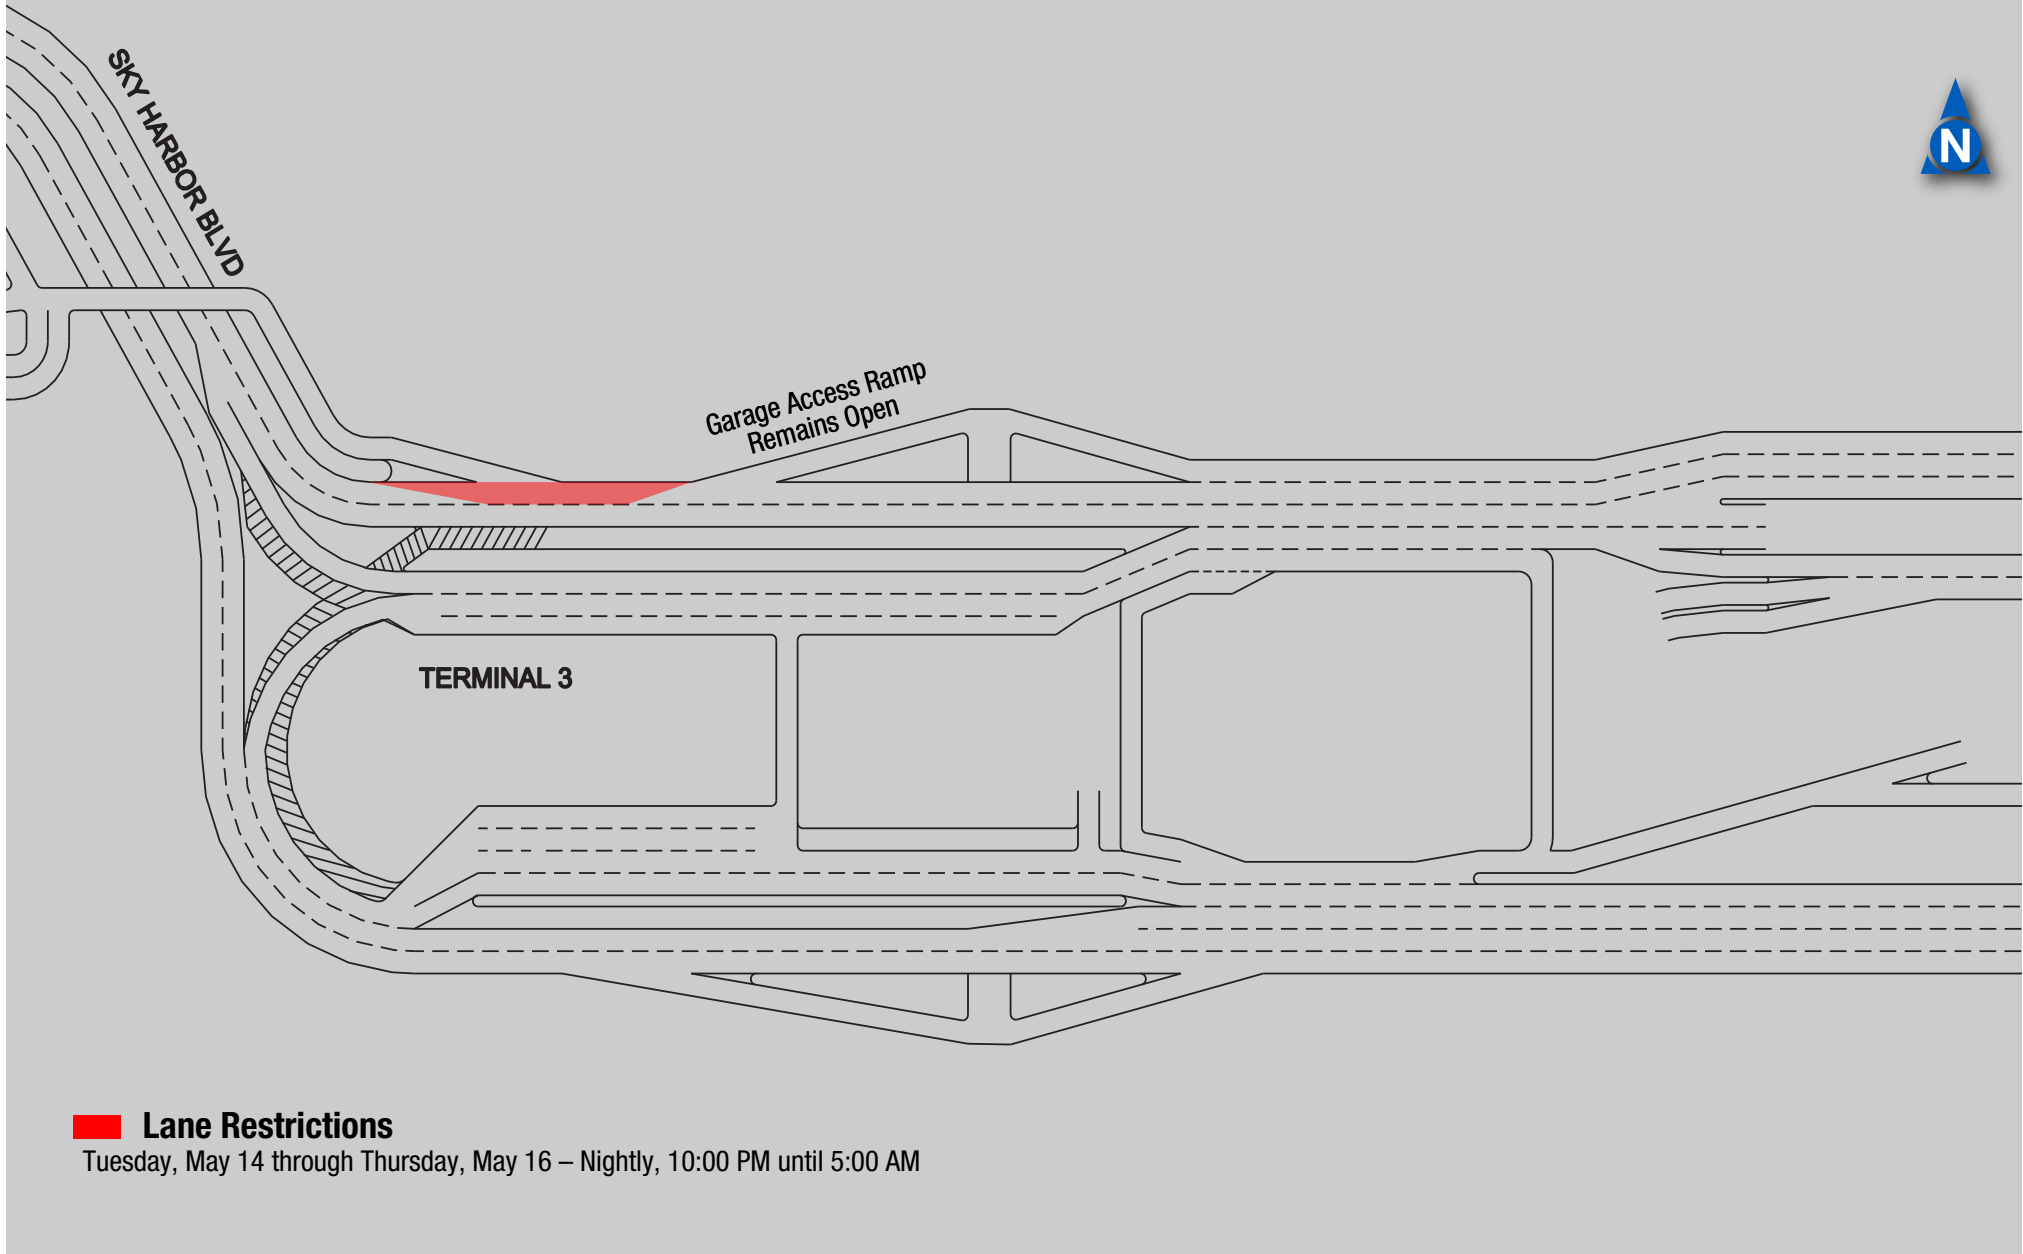 SKY HARBOR BLVD
N
Garage Access Ramp
Remains Open
TERMINAL 3
Lane Restrictions
Tuesday, May 14 through Thursday, May 16 – Nightly, 10:00 PM until 5:00 AM